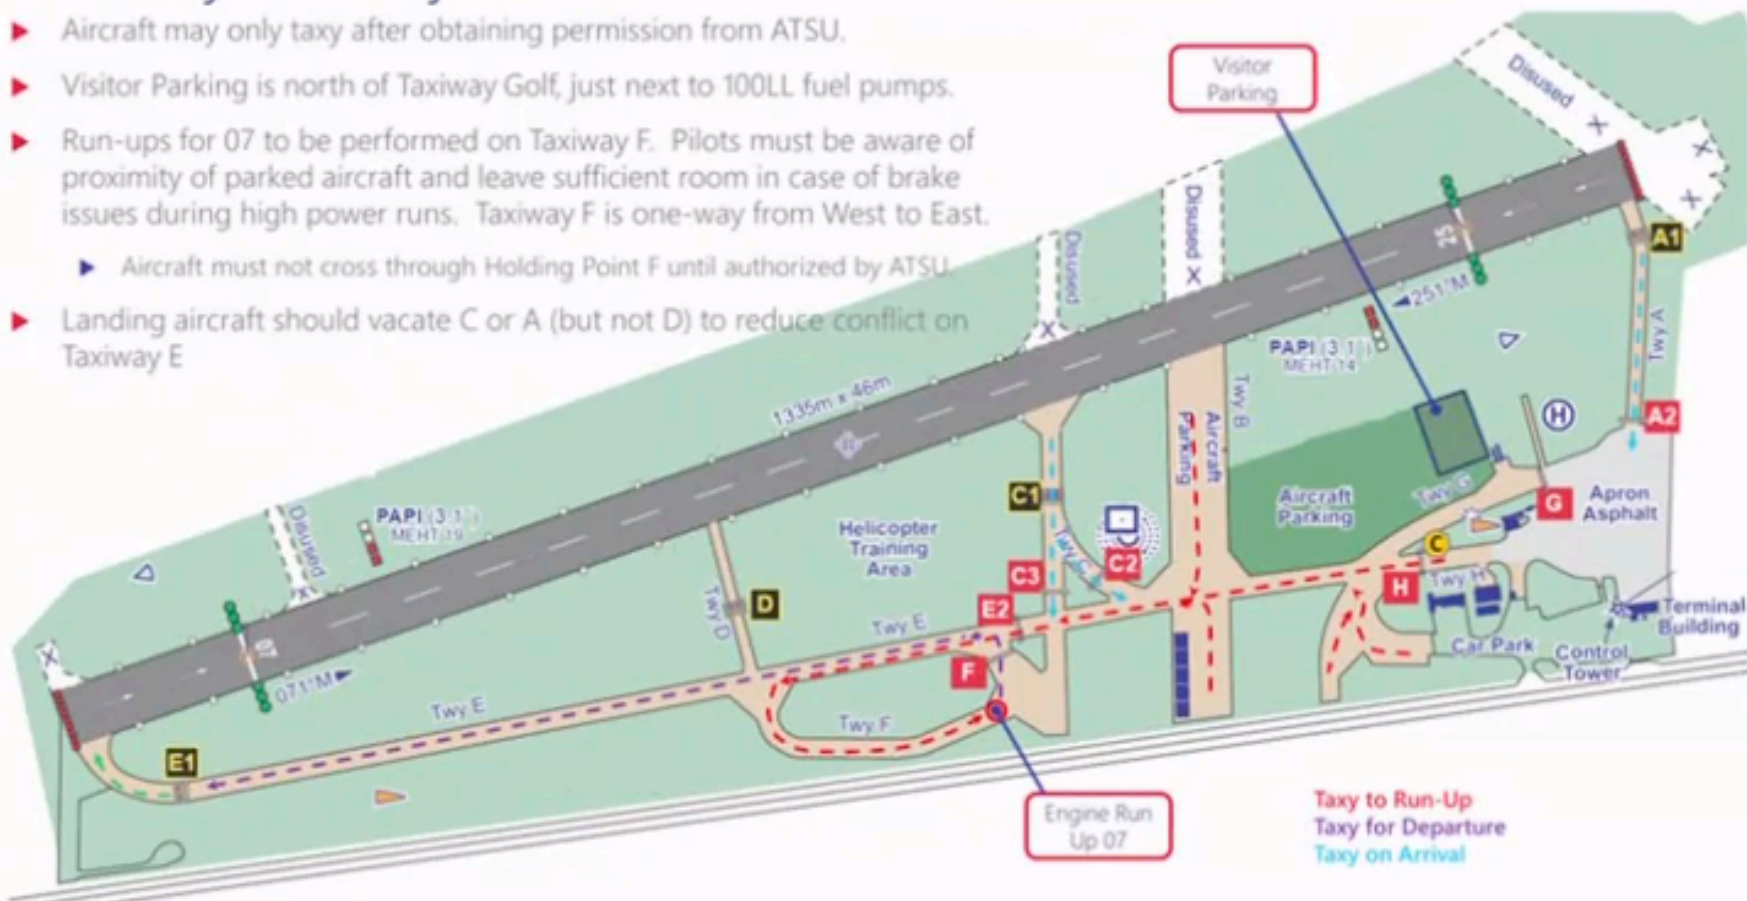 Aircraft may only taxy after obtaining permission from ATSU.
Visitor Parking is north of Taxiway Golf, just next to 100LL fuel pumps.
Run-ups for 07 to be performed on Taxiway F. Pilots must be aware of
proximity of parked aircraft and leave sufficient room in case of brake
issues during high power runs. Taxiway F is one-way from West to East.
Aircraft must not cross through Holding Point F until authorized by ATSU.
Landing aircraft should vacate C or A (but not D) to reduce conflict on
Taxiway E
Visitor
Parking
Disused
X
X
X
A1
Disused
X
Disused
X
25
251°M
PAPI (3.1°)
MEHT 14
Twy A
A2
H
1335m x 46m
Twy B
Aircraft
Parking
Aircraft
Parking
Twy G
G
Apron
Asphalt
C
Disused
X
PAPI (3.1°)
MEHT 19
Helicopter
Training
Area
C1
Twy C
C2
C3
E2
H
Twy H
Terminal
Building
Car Park
Control
Tower
D
Twy D
Twy E
F
Twy F
X
07
071°M
Twy E
E1
Engine Run
Up 07
Taxy to Run-Up
Taxy for Departure
Taxy on Arrival